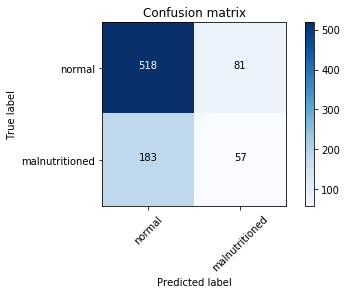 Confusion matrix
True label
normal
518
81
malnutritioned
183
57
normal
malnutritioned
Predicted label
500
400
300
200
100